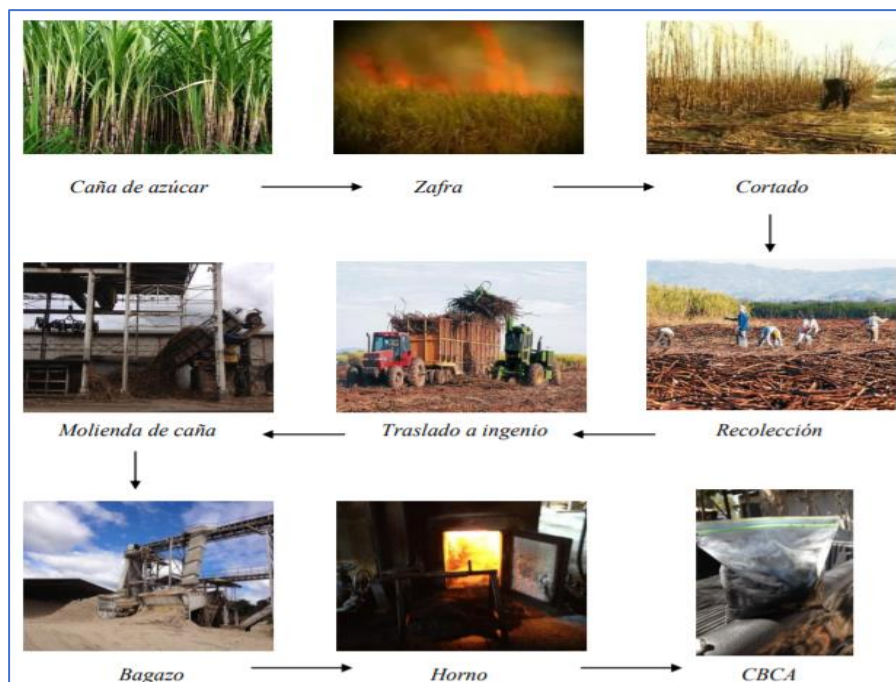 Caña de azúcar
Zafra
Cortado
Recolección
Traslado a ingenio
Molienda de caña
Bagazo
Horno
CBCA